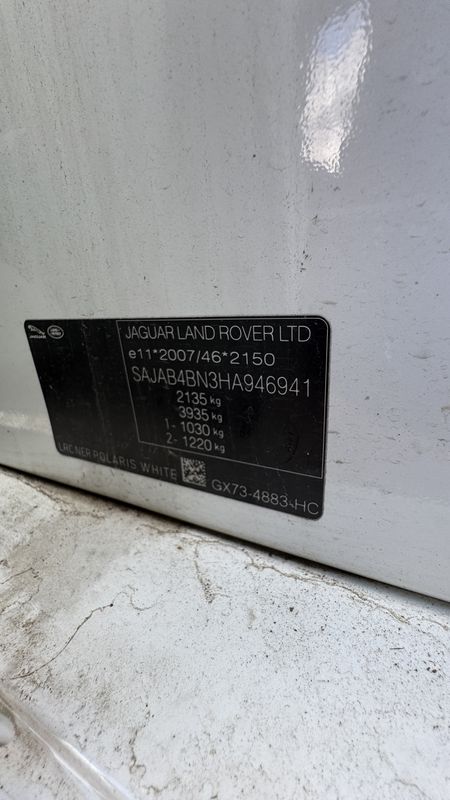 JAGUAR LAND ROVER LTD
e11*2007/46*2150
SAJAB4BN3HA946941
2135 kg
3935 kg
1- 1030 kg
2- 1220 kg
LRC NER POLARIS WHITE
GX73-4883-HC